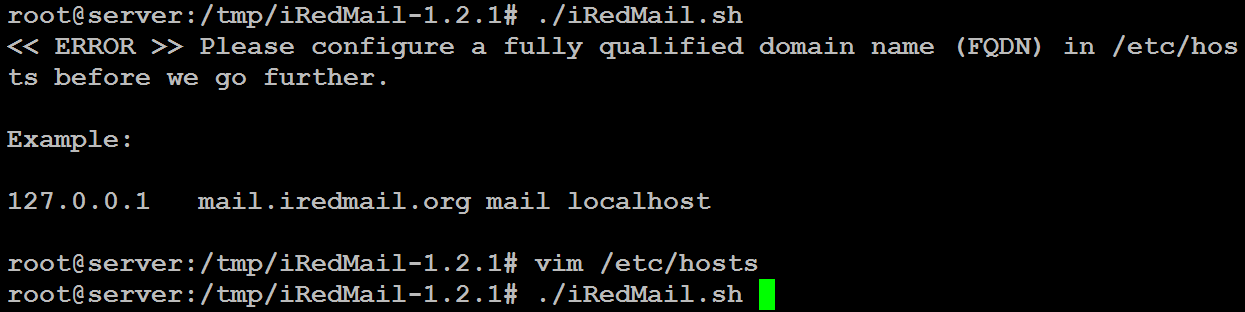 root@server:/tmp/iRedMail-1.2.1# ./iRedMail.sh
<< ERROR >> Please configure a fully qualified domain name (FQDN) in /etc/hos
ts before we go further.
Example:
127.0.0.1   mail.iredmail.org mail localhost
root@server:/tmp/iRedMail-1.2.1# vim /etc/hosts
root@server:/tmp/iRedMail-1.2.1# ./iRedMail.sh